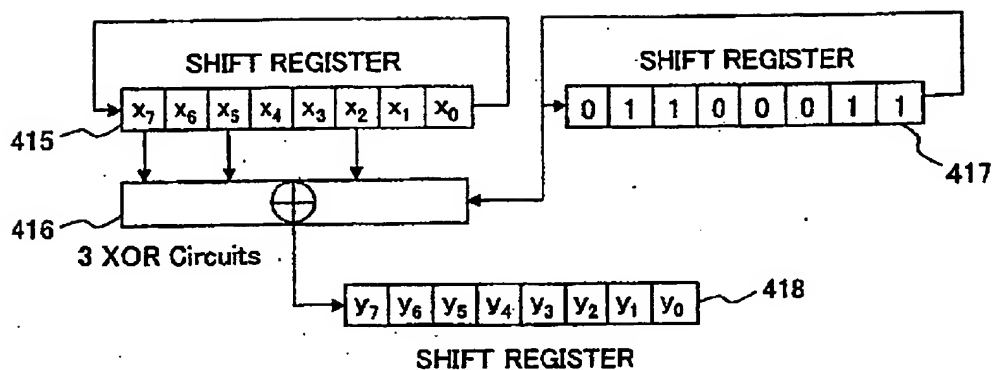 SHIFT REGISTER
SHIFT REGISTER
x₇ x₆ x₅ x₄ x₃ x₂ x₁ x₀
0 1 1 0 0 0 1 1
415
417
416
3 XOR Circuits
y₇ y₆ y₅ y₄ y₃ y₂ y₁ y₀
418
SHIFT REGISTER